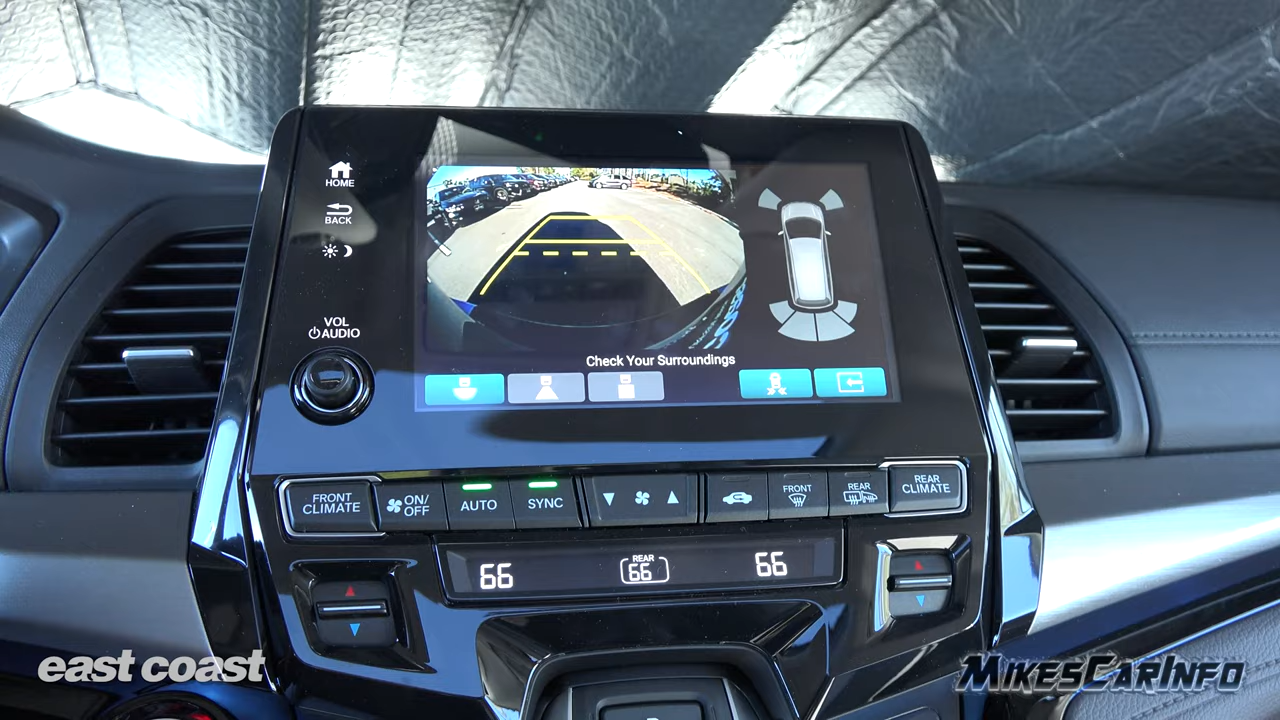 HOME
BACK
VOL
AUDIO
Check Your Surroundings
FRONT
CLIMATE
ON/
OFF
AUTO
SYNC
FRONT
REAR
REAR
CLIMATE
66
REAR
66
66
east coast
MIKESCARINFO